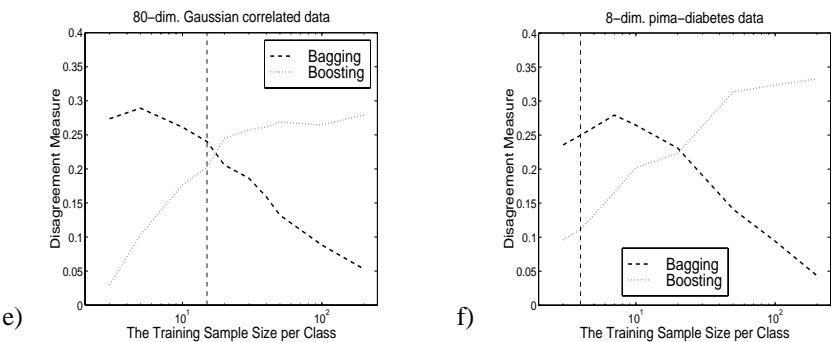 80−dim. Gaussian correlated data
0.4
0.35
0.3
0.25
0.2
0.15
0.1
0.05
0
Disagreement Measure
Bagging
Boosting
10^1
10^2
The Training Sample Size per Class
e)
8−dim. pima−diabetes data
0.4
0.35
0.3
0.25
0.2
0.15
0.1
0.05
0
Disagreement Measure
Bagging
Boosting
10^1
10^2
The Training Sample Size per Class
f)